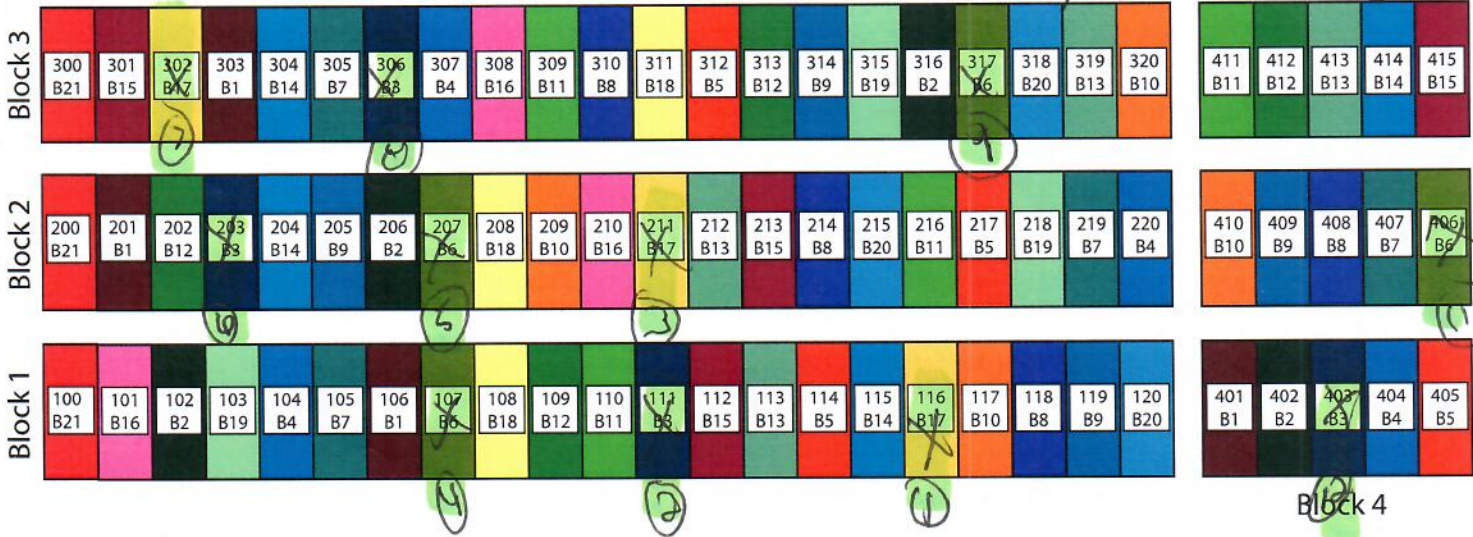 Block 3
300 301 302 303 304 305 306 307 308 309 310 311 312 313 314 315 316 317 318 319 320 411 412 413 414 415
B21 B15 B17 B1 B14 B7 B3 B4 B16 B11 B8 B18 B5 B12 B9 B19 B2 B6 B20 B13 B10 B11 B12 B13 B14 B15
7 8 9
Block 2
200 201 202 203 204 205 206 207 208 209 210 211 212 213 214 215 216 217 218 219 220 410 409 408 407 406
B21 B1 B12 B3 B14 B9 B2 B6 B18 B10 B16 B17 B13 B15 B8 B20 B11 B5 B19 B7 B4 B10 B9 B8 B7 B6
6 5 3
Block 1
100 101 102 103 104 105 106 107 108 109 110 111 112 113 114 115 116 117 118 119 120 401 402 403 404 405
B21 B16 B2 B19 B4 B7 B1 B6 B18 B12 B11 B3 B15 B13 B5 B14 B17 B10 B8 B9 B20 B1 B2 B3 B4 B5
4 2 1
Block 4